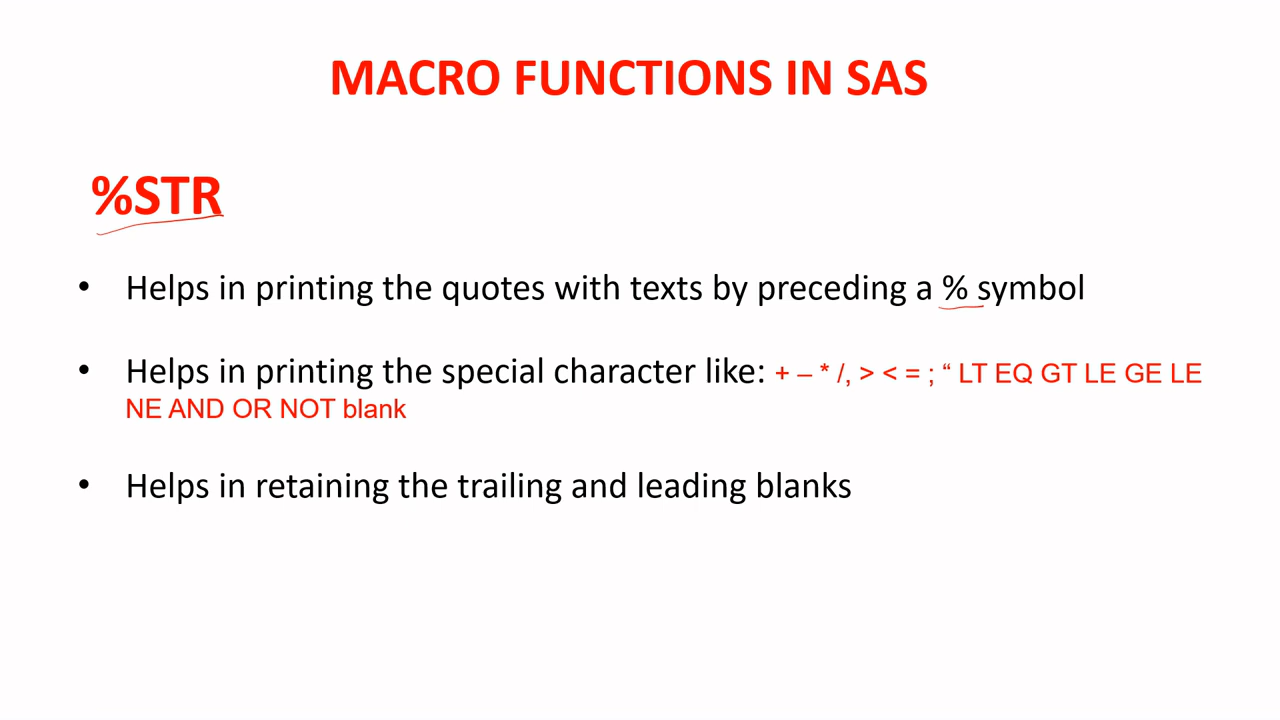 MACRO FUNCTIONS IN SAS
%STR
• Helps in printing the quotes with texts by preceding a % symbol
• Helps in printing the special character like: + – * /, > < = ; “ LT EQ GT LE GE LE
NE AND OR NOT blank
• Helps in retaining the trailing and leading blanks